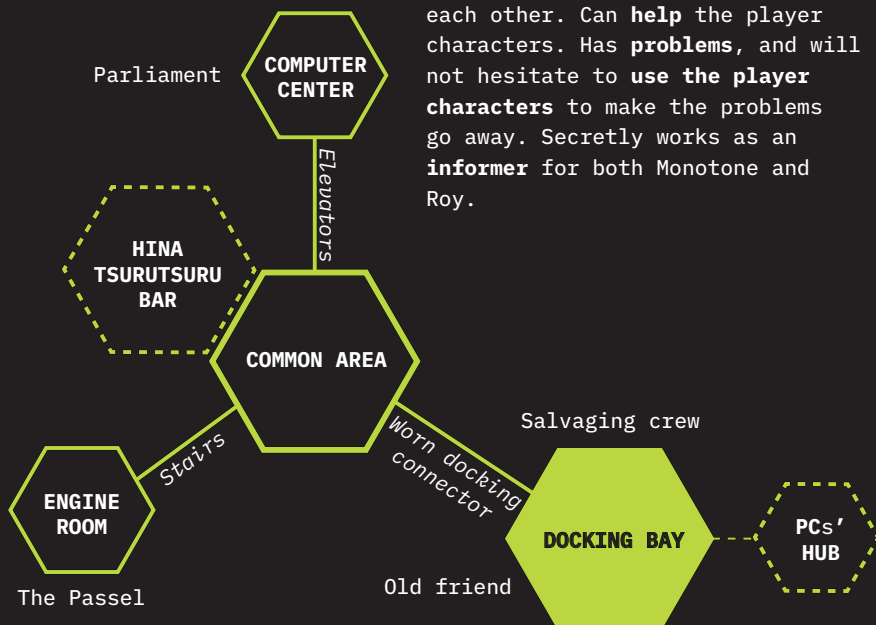 each other. Can help the player
characters. Has problems, and will
not hesitate to use the player
characters to make the problems
go away. Secretly works as an
informer for both Monotone and
Roy.
Parliament
COMPUTER
CENTER
Elevators
HINA
TSURUTSURU
BAR
COMMON AREA
Stairs
Worn docking
connector
ENGINE
ROOM
The Passel
Salvaging crew
DOCKING BAY
Old friend
PCs’
HUB